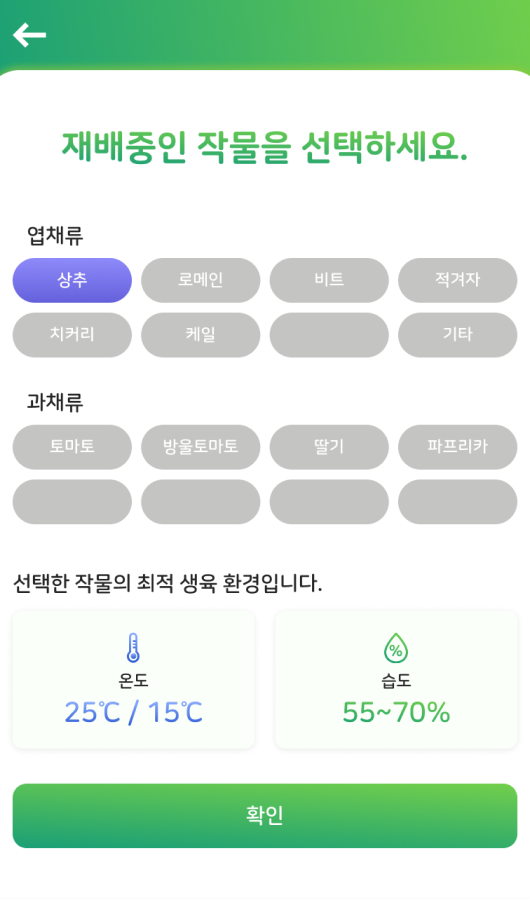 재배중인 작물을 선택하세요.
엽채류
상추 로메인 비트 적겨자
치커리 케일 기타
과채류
토마토 방울토마토 딸기 파프리카
선택한 작물의 최적 생육 환경입니다.
%
온도 습도
25℃ / 15℃ 55~70%
확인